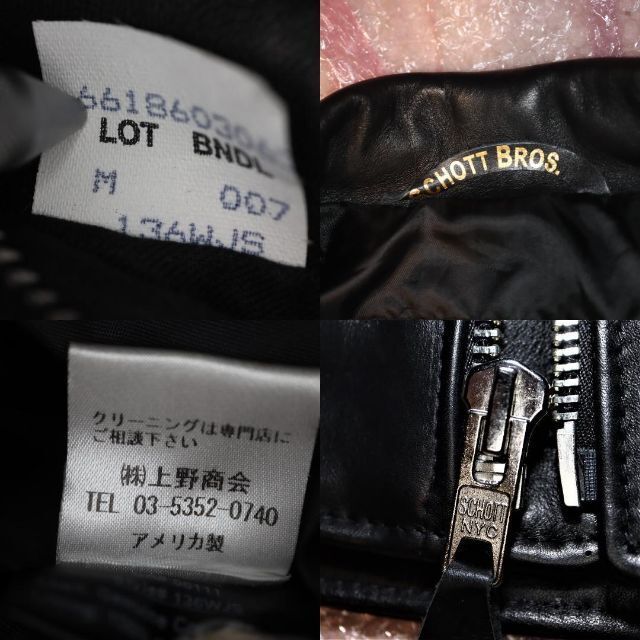 LOT BNDL
M 007
136WJS
SCHOTT BROS.
クリーニングは専門店に
ご相談下さい
(株)上野商会
TEL 03-5352-0740
アメリカ製
SCHOTT
NYC